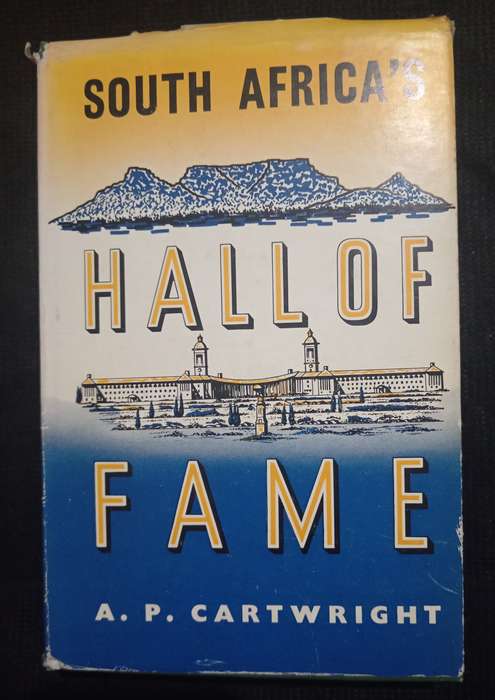 SOUTH AFRICA'S
HALL OF
FAME
A. P. CARTWRIGHT